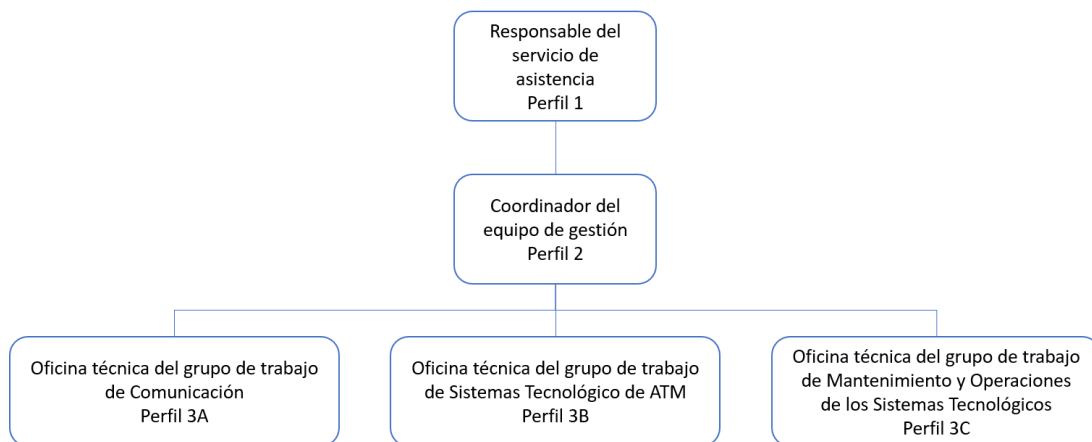 Responsable del
servicio de
asistencia
Perfil 1
Coordinador del
equipo de gestión
Perfil 2
Oficina técnica del grupo de trabajo
de Comunicación
Perfil 3A
Oficina técnica del grupo de trabajo
de Sistemas Tecnológico de ATM
Perfil 3B
Oficina técnica del grupo de trabajo
de Mantenimiento y Operaciones
de los Sistemas Tecnológicos
Perfil 3C